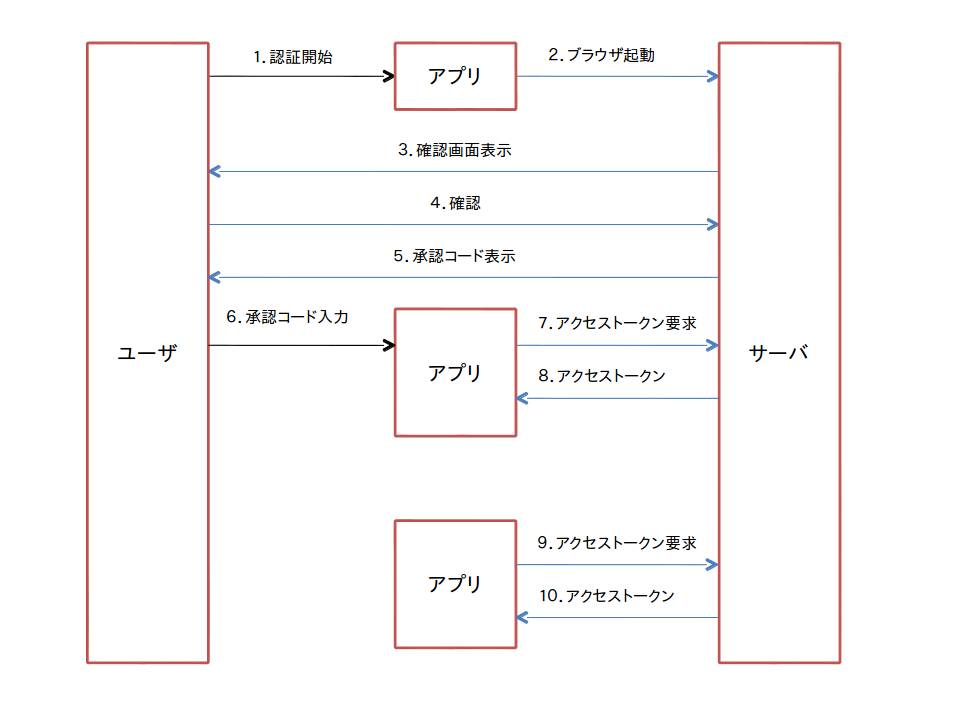 1.認証開始
アプリ
2.ブラウザ起動
3.確認画面表示
4.確認
5.承認コード表示
6.承認コード入力
ユーザ
アプリ
7.アクセストークン要求
サーバ
8.アクセストークン
アプリ
9.アクセストークン要求
10.アクセストークン